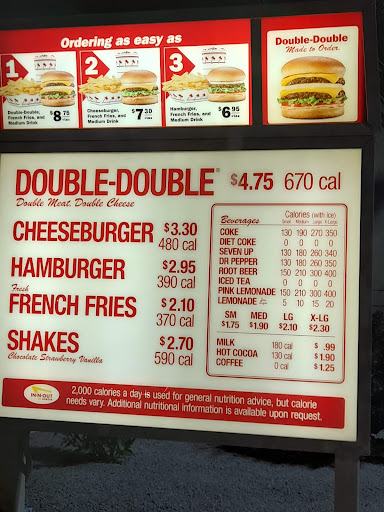 Ordering as easy as
1
Double-Double, French Fries, and Medium Drink
$8 75
2
Cheeseburger, French Fries, and Medium Drink
$7 30
3
Hamburger, French Fries, and Medium Drink
$6 95
Double-Double
Made to Order
DOUBLE-DOUBLE® $4.75 670 cal
Double Meat Double Cheese
CHEESEBURGER $3.30
480 cal
HAMBURGER $2.95
390 cal
Fresh
FRENCH FRIES $2.10
370 cal
SHAKES $2.70
Chocolate Strawberry Vanilla 590 cal
Beverages Calories (with ice)
Small Medium Large X-Large
COKE 130 190 270 350
DIET COKE 0 0 0 0
SEVEN UP 130 180 260 340
DR PEPPER 130 180 260 350
ROOT BEER 150 210 300 400
ICED TEA 0 0 0 0
PINK LEMONADE 150 210 300 400
LEMONADE 5 10 15 20
SM MED LG X-LG
$1.75 $1.90 $2.10 $2.30
MILK 180 cal $ .99
HOT COCOA 130 cal $1.90
COFFEE 0 cal $1.25
IN-N-OUT
BURGER
2,000 calories a day is used for general nutrition advice, but calorie
needs vary. Additional nutritional information is available upon request.